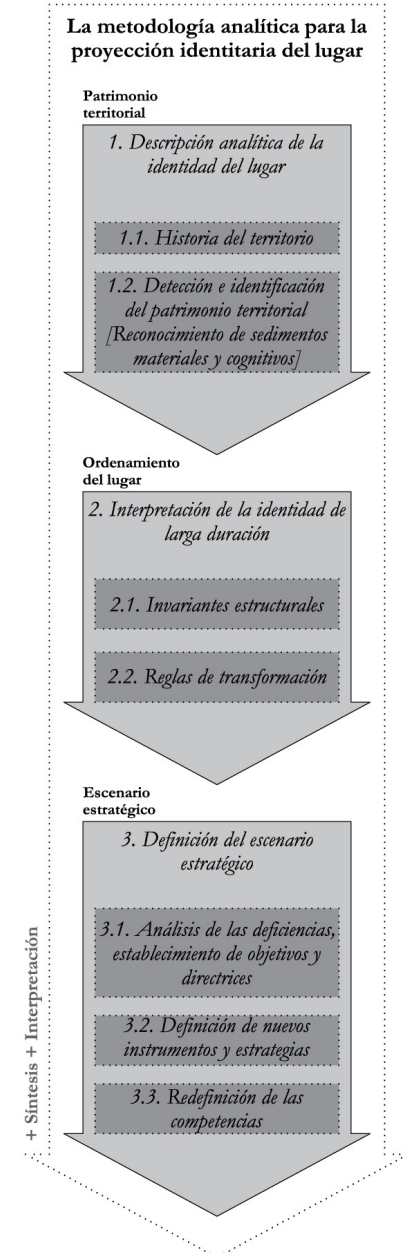 La metodología analítica para la
proyección identitaria del lugar
Patrimonio
territorial
1. Descripción analítica de la
identidad del lugar
1.1. Historia del territorio
1.2. Detección e identificación
del patrimonio territorial
[Reconocimiento de sedimentos
materiales y cognitivos]
Ordenamiento
del lugar
2. Interpretación de la identidad de
larga duración
2.1. Invariantes estructurales
2.2. Reglas de transformación
Escenario
estratégico
3. Definición del escenario
estratégico
3.1. Análisis de las deficiencias,
establecimiento de objetivos y
directrices
3.2. Definición de nuevos
instrumentos y estrategias
3.3. Redefinición de las
competencias
+ Síntesis + Interpretación